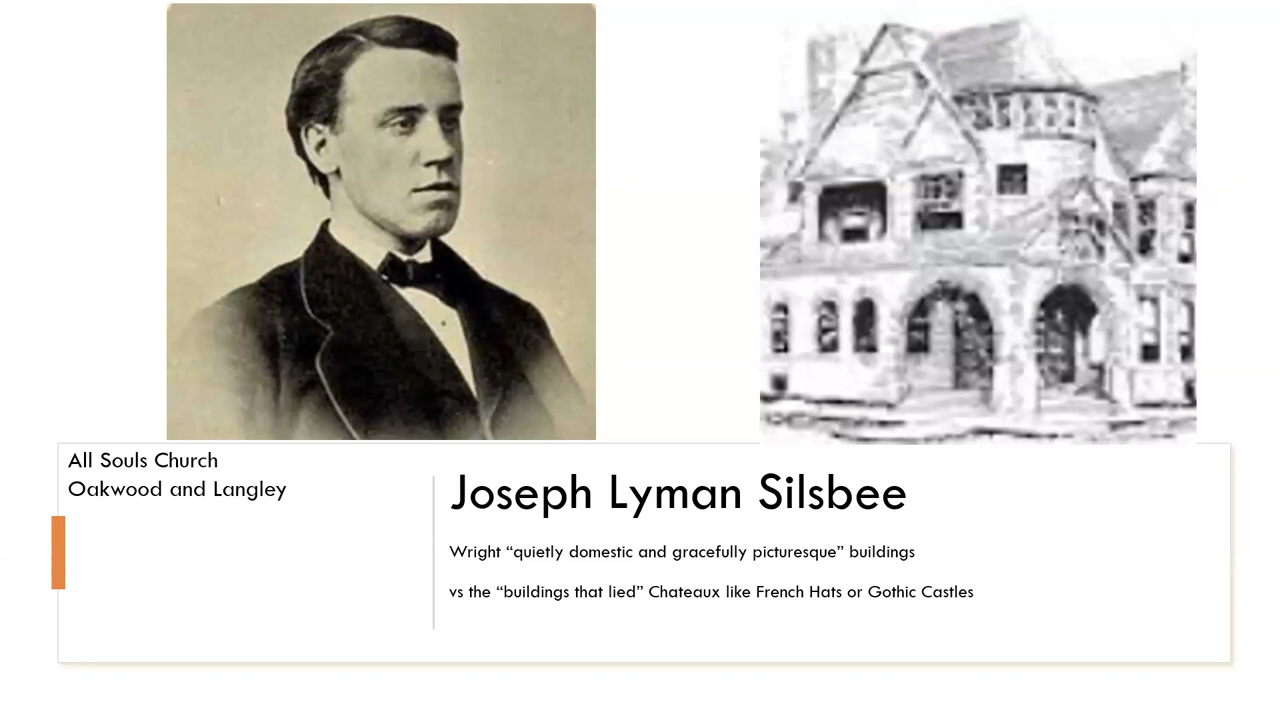 All Souls Church
Oakwood and Langley
Joseph Lyman Silsbee
Wright “quietly domestic and gracefully picturesque” buildings
vs the “buildings that lied” Chateaux like French Hats or Gothic Castles